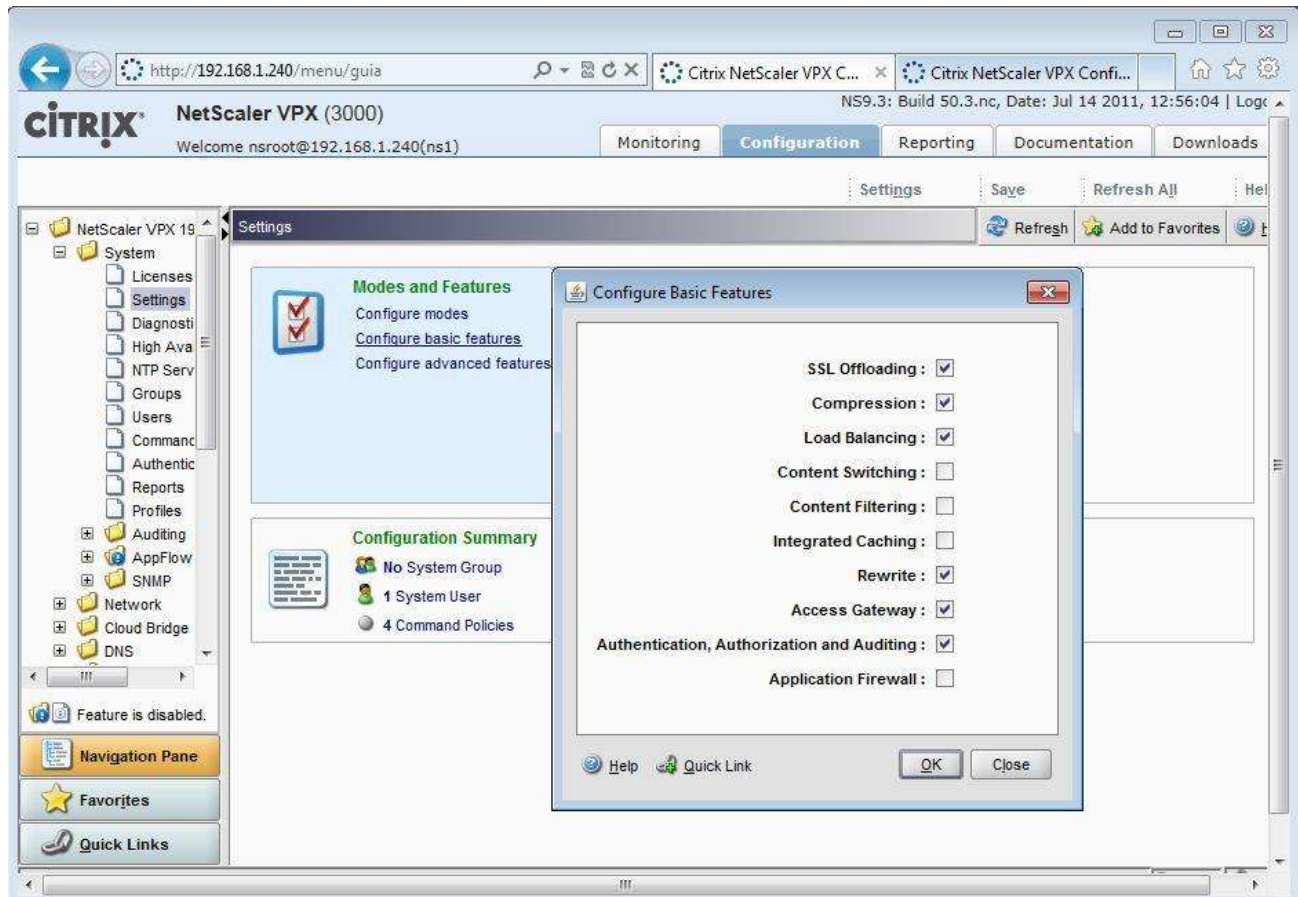 http://192.168.1.240/menu/guia
Citrix NetScaler VPX C...
Citrix NetScaler VPX Confi...
CITRIX
NetScaler VPX (3000)
NS9.3: Build 50.3.nc, Date: Jul 14 2011, 12:56:04 |
Welcome nsroot@192.168.1.240(ns1)
Monitoring
Configuration
Reporting
Documentation
Downloads
Settings
Save
Refresh All
Hel
NetScaler VPX 19
System
Licenses
Settings
Diagnosti
High Ava
NTP Serv
Groups
Users
Command
Authentic
Reports
Profiles
Auditing
AppFlow
SNMP
Network
Cloud Bridge
DNS
Feature is disabled.
Navigation Pane
Favorites
Quick Links
Settings
Refresh
Add to Favorites
Modes and Features
Configure modes
Configure basic features
Configure advanced features
Configuration Summary
No System Group
1 System User
4 Command Policies
Configure Basic Features
SSL Offloading :
Compression :
Load Balancing :
Content Switching :
Content Filtering :
Integrated Caching :
Rewrite :
Access Gateway :
Authentication, Authorization and Auditing :
Application Firewall :
Help
Quick Link
OK
Close